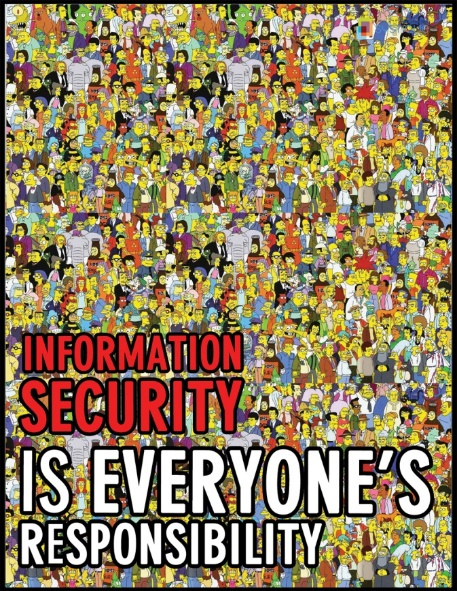 INFORMATION
SECURITY
IS EVERYONE'S
RESPONSIBILITY